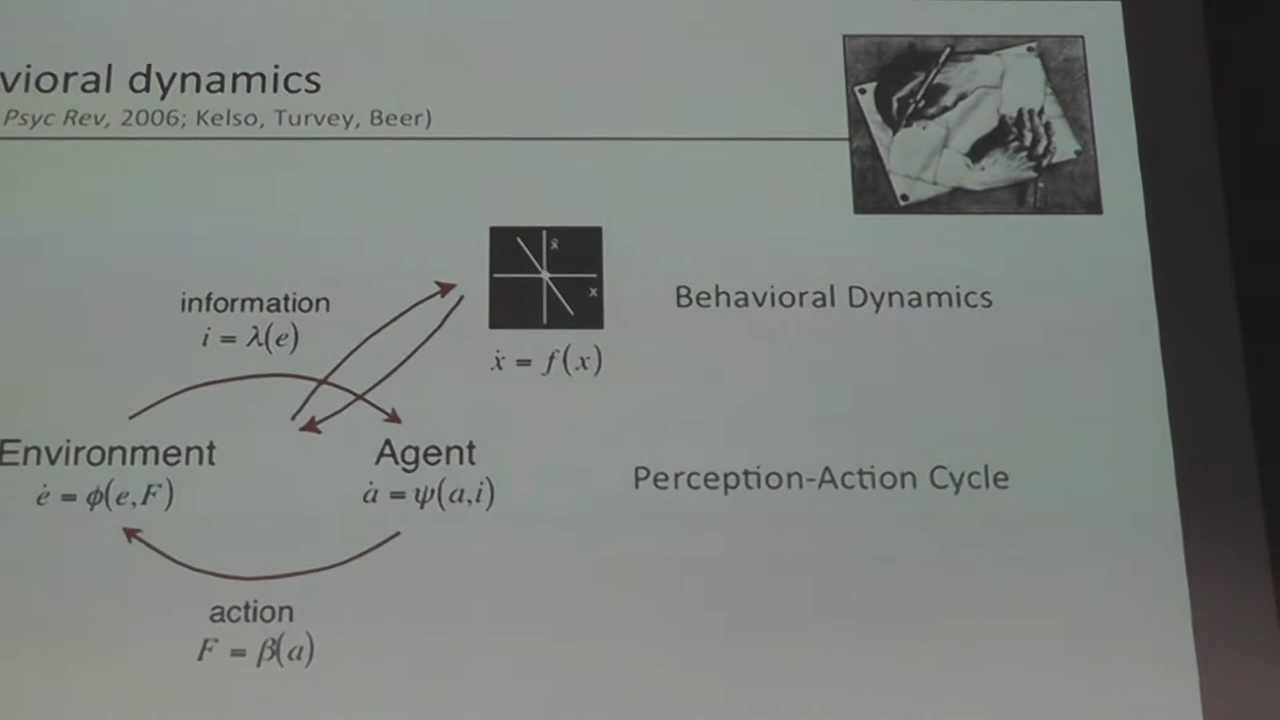 vioral dynamics
Psyc Rev, 2006; Kelso, Turvey, Beer)
ẋ
x
information
i = λ(e)
Behavioral Dynamics
ẋ = f(x)
Environment
Agent
ė = ϕ(e,F)
ȧ = ψ(a,i)
Perception-Action Cycle
action
F = β(a)